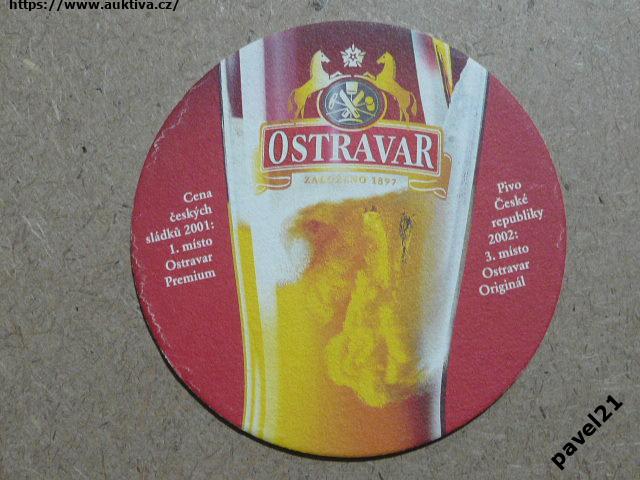 https://www.auktiva.cz/
OSTRAVAR
ZALOŽENO 1897
Cena
českých
sládků 2001:
1. místo
Ostravar
Premium
Pivo
České
republiky
2002:
3. místo
Ostravar
Originál
pavel21